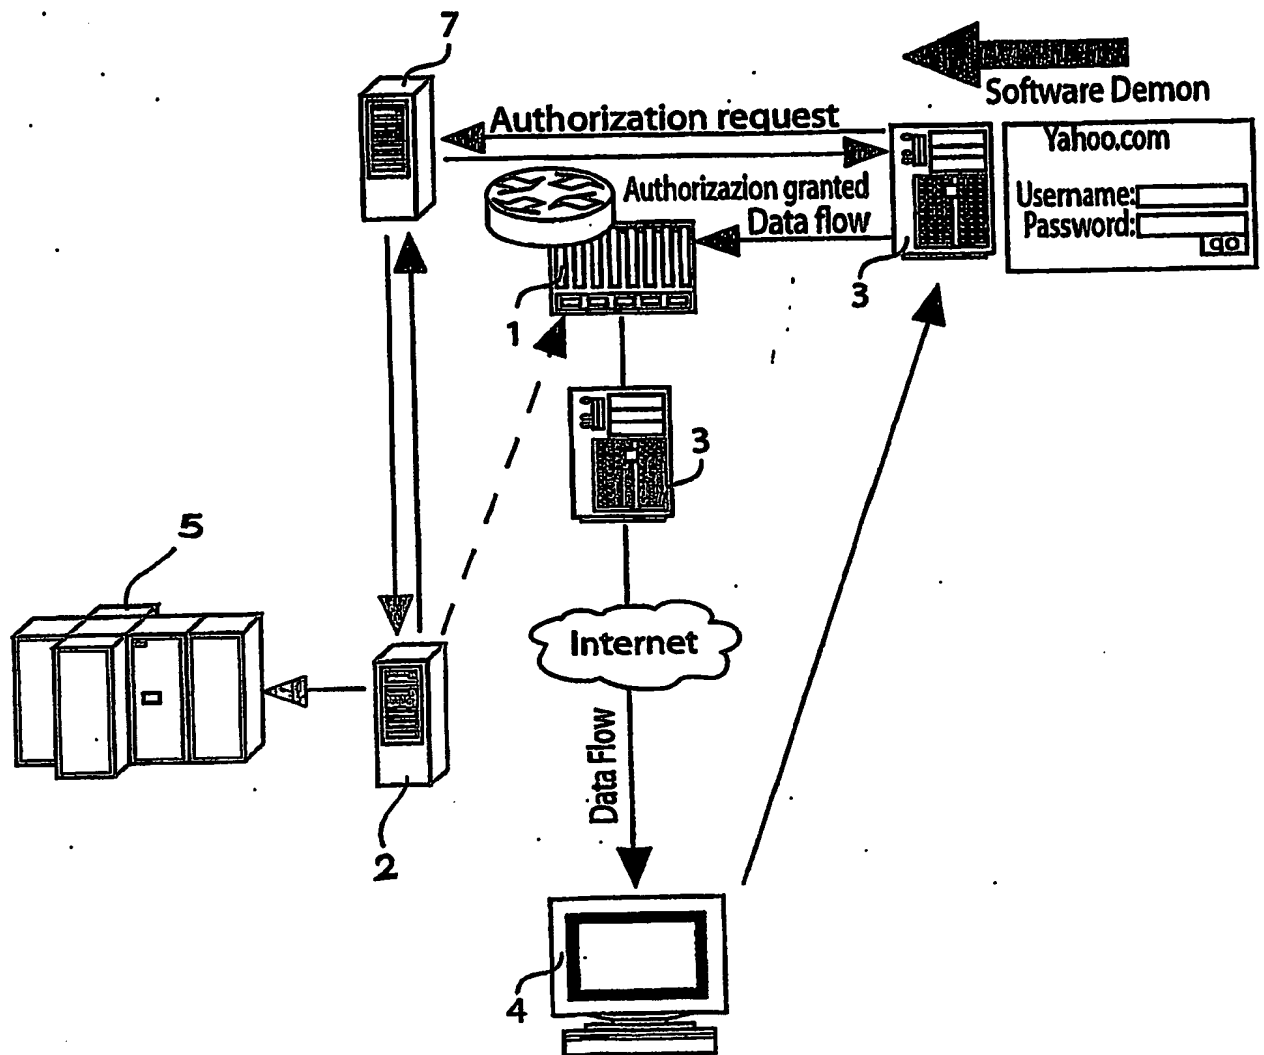 7
Software Demon
Authorization request
Yahoo.com
Username:
Password:
go
Authorizazion granted
Data flow
3
1
3
5
Internet
Data Flow
2
4